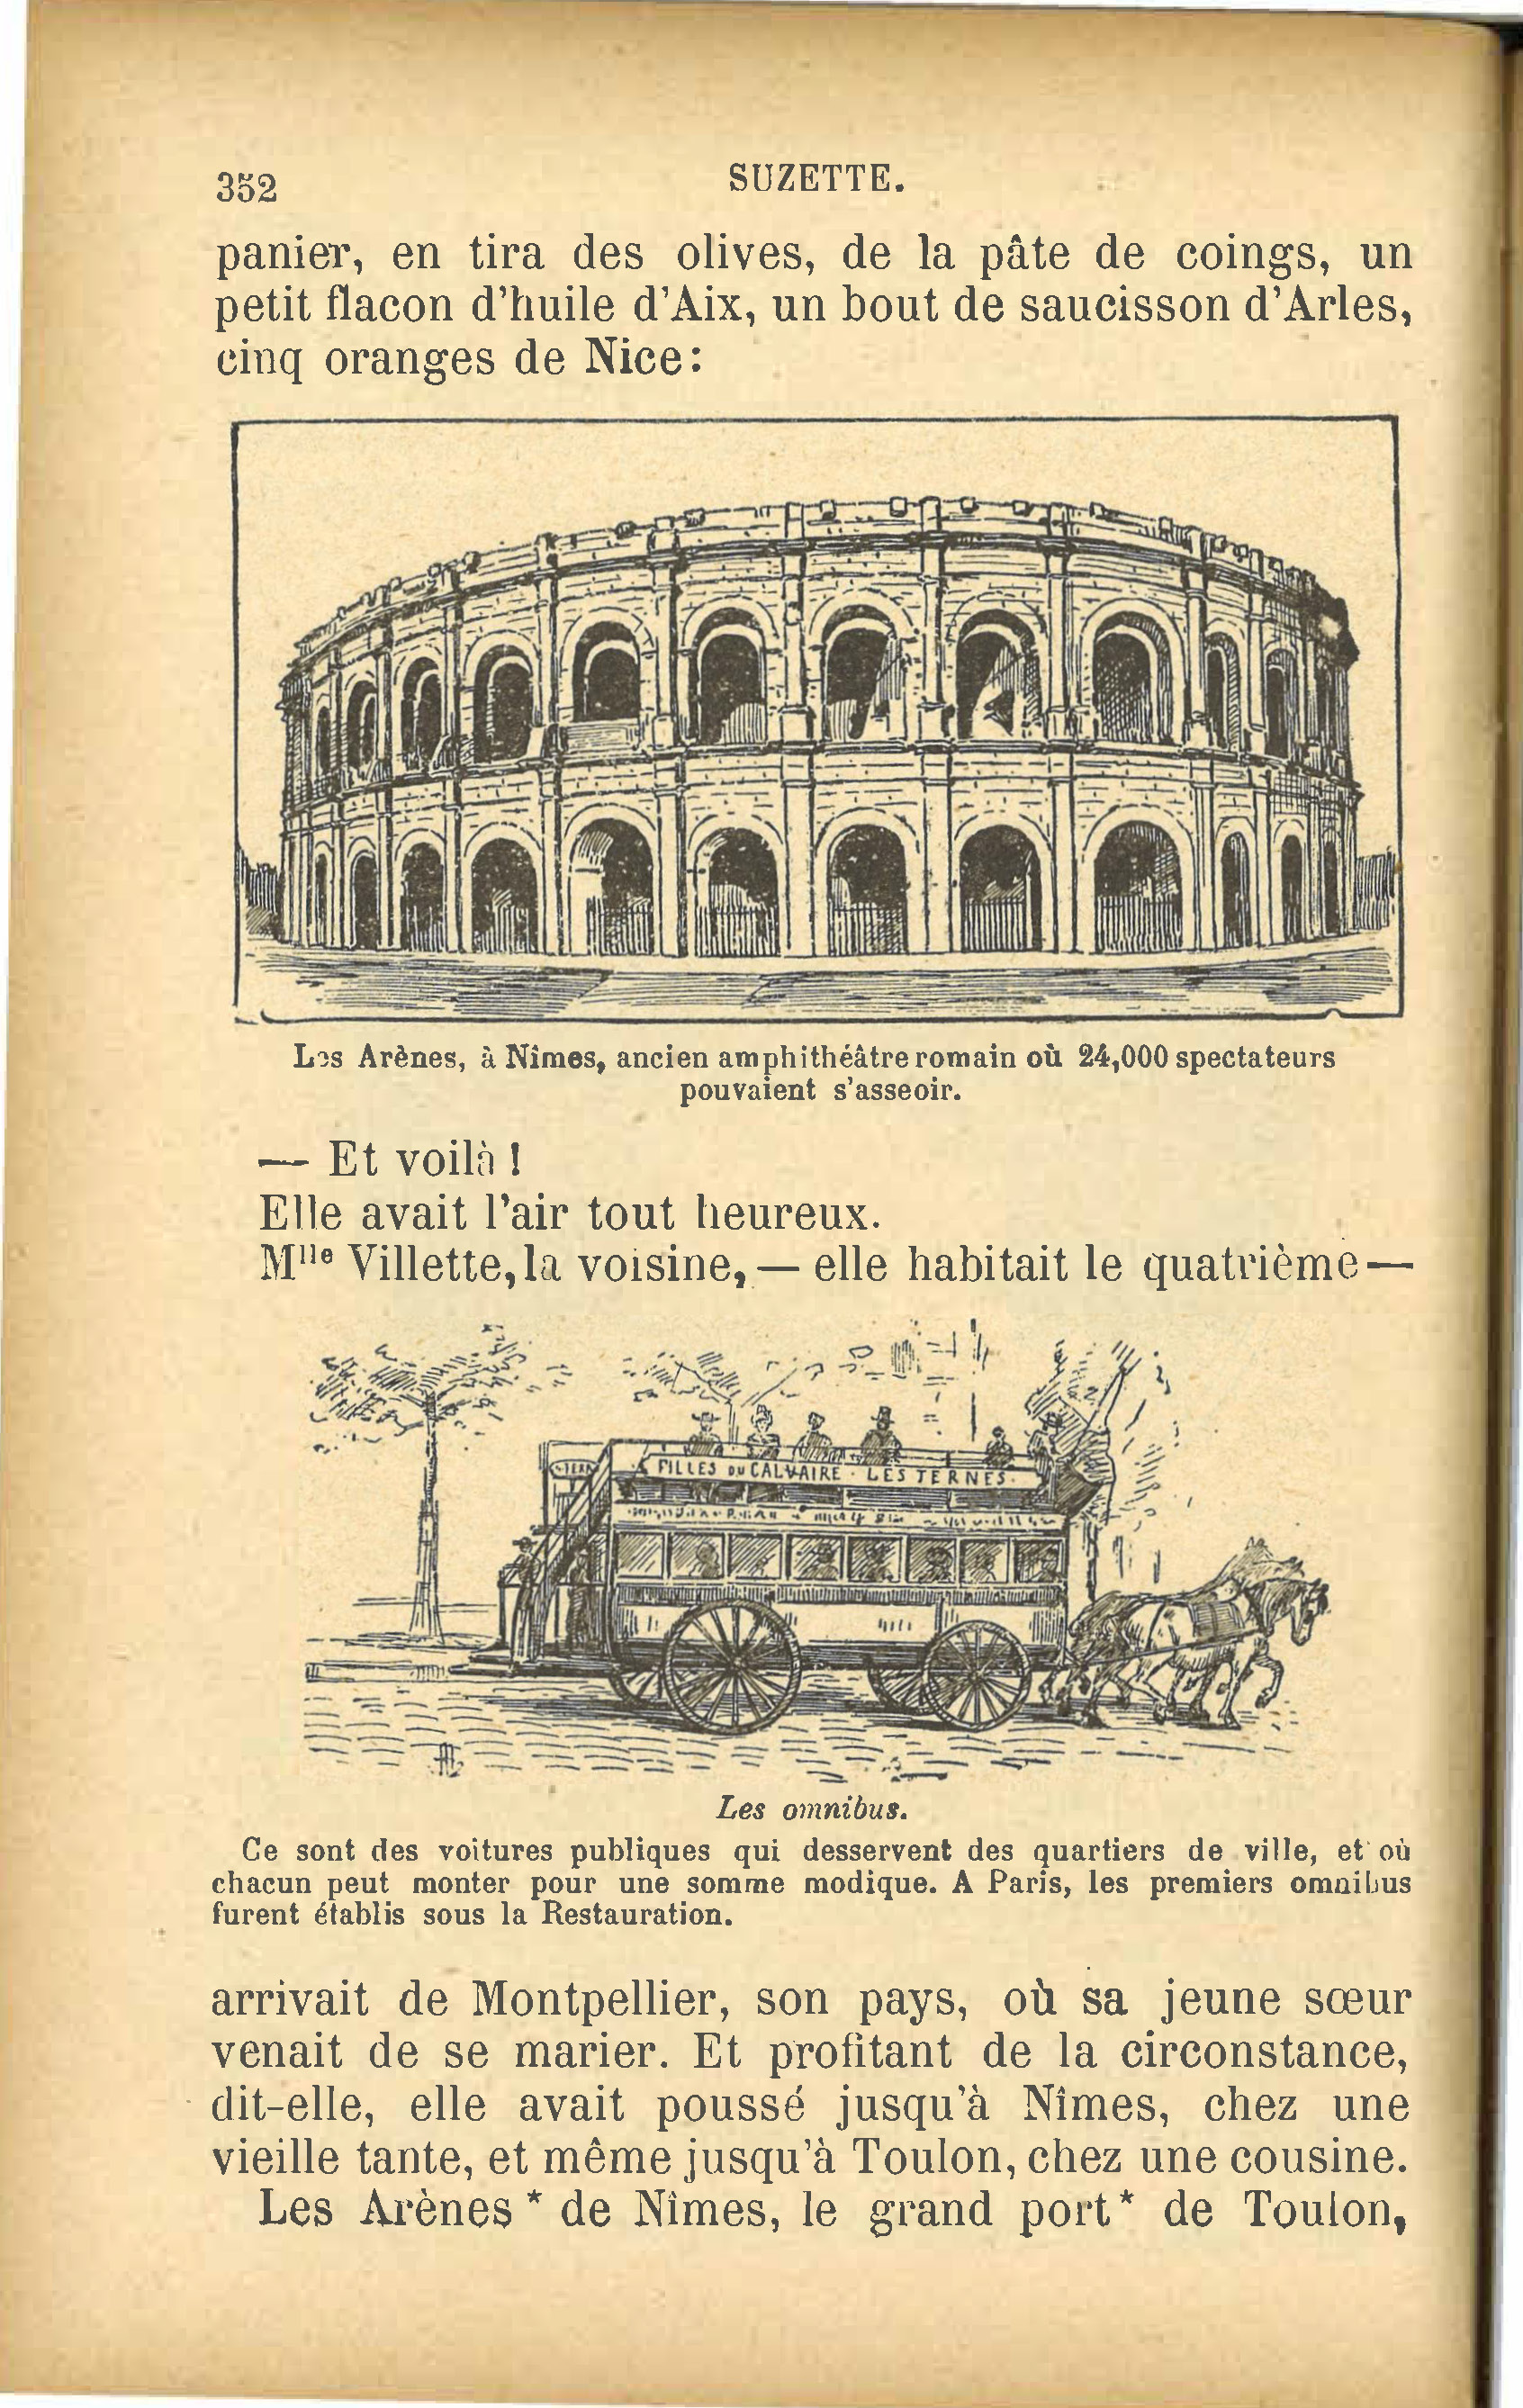 352
SUZETTE.
panier, en tira des olives, de la pâte de coings, un
petit flacon d'huile d'Aix, un bout de saucisson d'Arles,
cinq oranges de Nice:
Les Arènes, à Nîmes, ancien amphithéâtre romain où 24,000 spectateurs
pouvaient s'asseoir.
— Et voilà !
Elle avait l'air tout heureux.
Mlle Villette, la voisine, — elle habitait le quatrième —
FILLES DU CALVAIRE · LES TERNES
Les omnibus.
Ce sont des voitures publiques qui desservent des quartiers de ville, et où
chacun peut monter pour une somme modique. A Paris, les premiers omnibus
furent établis sous la Restauration.
arrivait de Montpellier, son pays, où sa jeune sœur
venait de se marier. Et profitant de la circonstance,
dit-elle, elle avait poussé jusqu'à Nîmes, chez une
vieille tante, et même jusqu'à Toulon, chez une cousine.
Les Arènes * de Nîmes, le grand port * de Toulon,